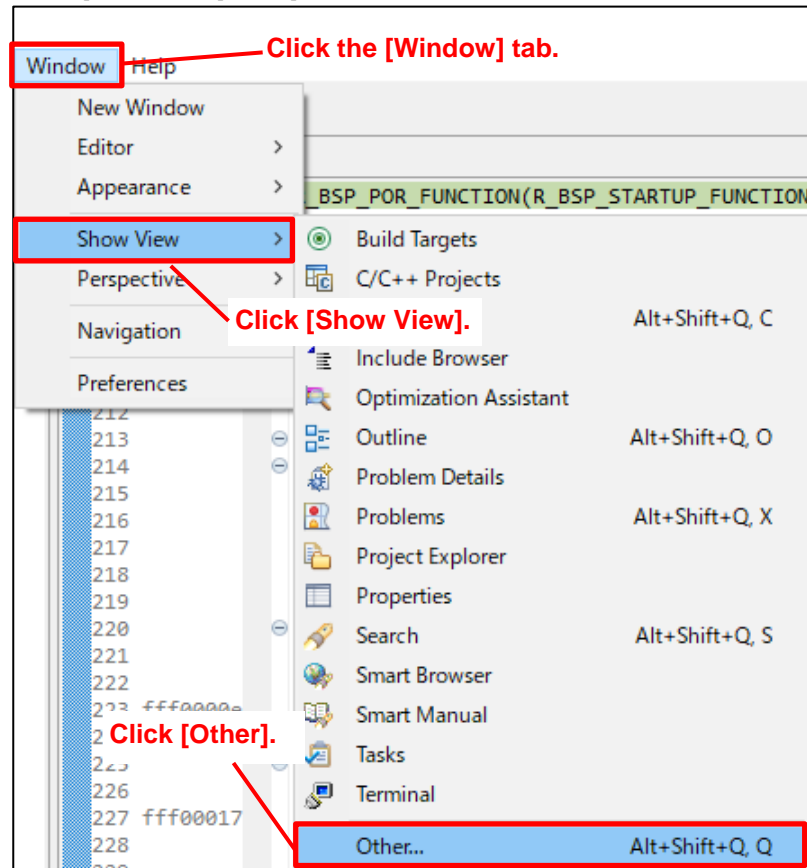 Click the [Window] tab.
Window Help
New Window
Editor
Appearance
_BSP_POR_FUNCTION(R_BSP_STARTUP_FUNCTION
Show View
Build Targets
Perspective
C/C++ Projects
Click [Show View].
Alt+Shift+Q, C
Navigation
Include Browser
Preferences
Optimization Assistant
212
213
Outline Alt+Shift+Q, O
214
Problem Details
215
216
Problems Alt+Shift+Q, X
217
Project Explorer
218
219
Properties
220
Search Alt+Shift+Q, S
221
222
Smart Browser
223 fff0000e
Smart Manual
Click [Other].
225
Tasks
226
Terminal
227 fff00017
228
Other... Alt+Shift+Q, Q